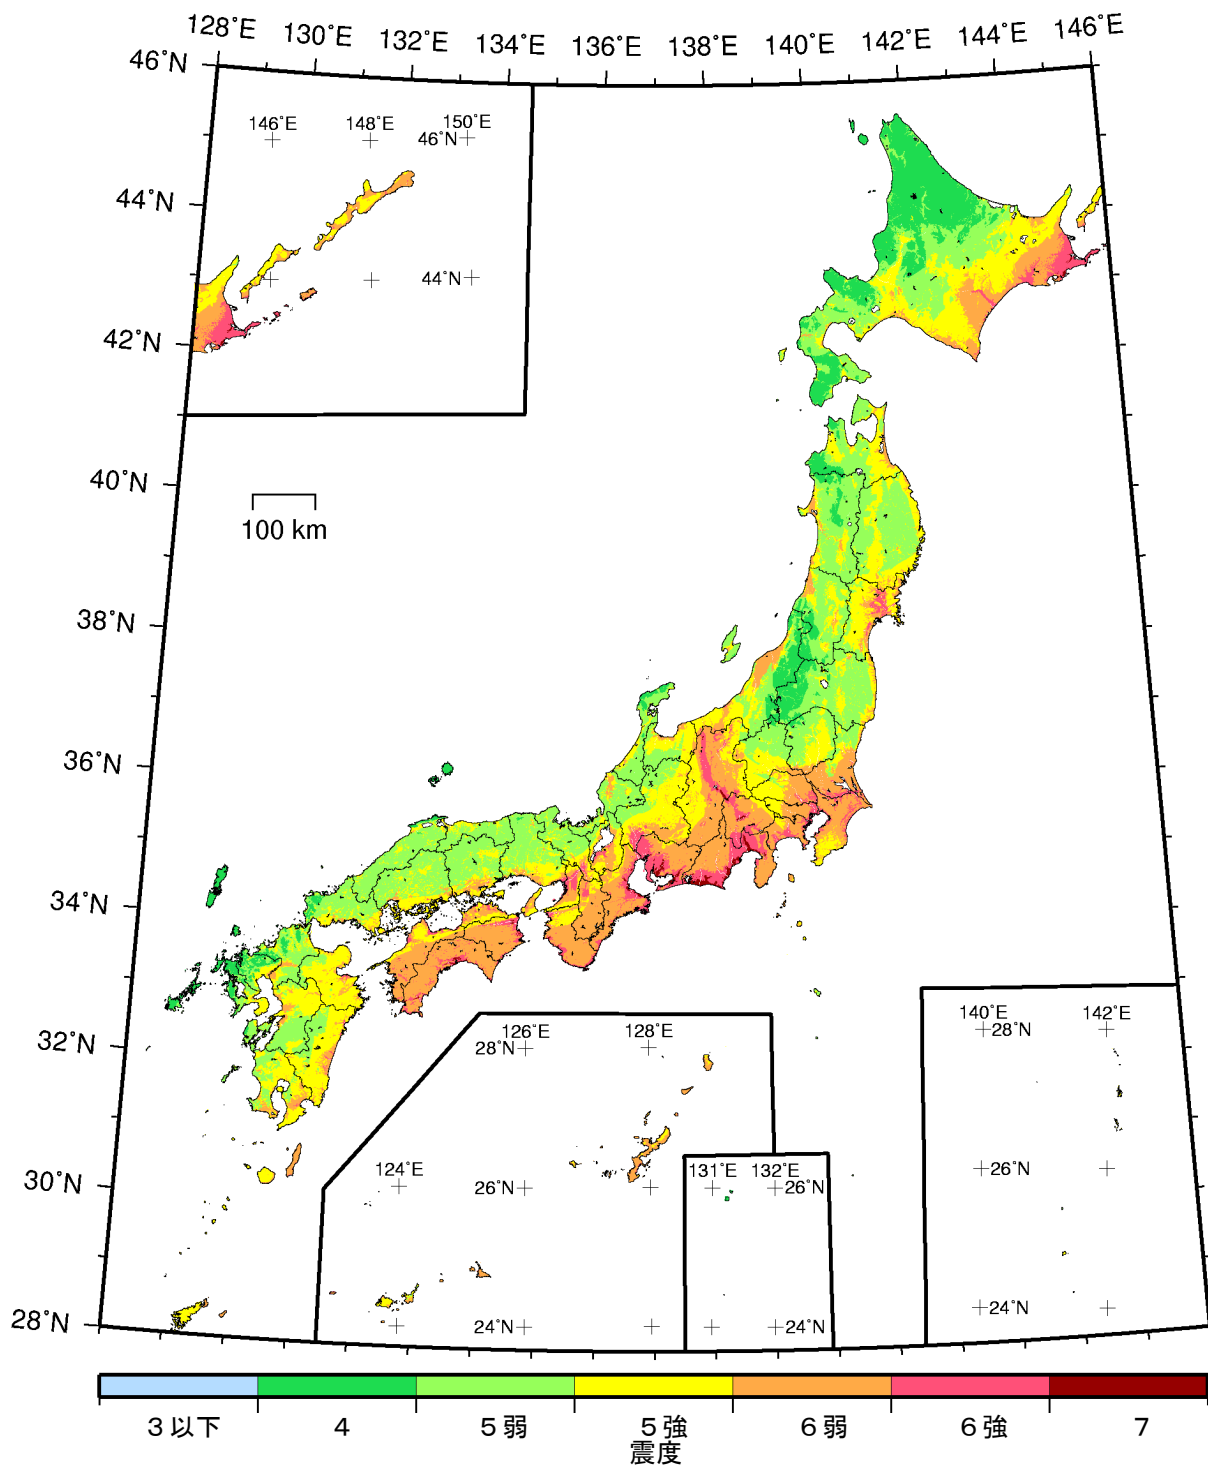 128°E 130°E 132°E 134°E 136°E 138°E 140°E 142°E 144°E 146°E
46°N
146°E 148°E 150°E
46°N
44°N
44°N
42°N
40°N
100 km
38°N
36°N
34°N
32°N
126°E 128°E
28°N
140°E 142°E
28°N
30°N
124°E
26°N
131°E 132°E
26°N
26°N
28°N
24°N
24°N
24°N
３以下 ４ ５弱 ５強 ６弱 ６強 ７
震度